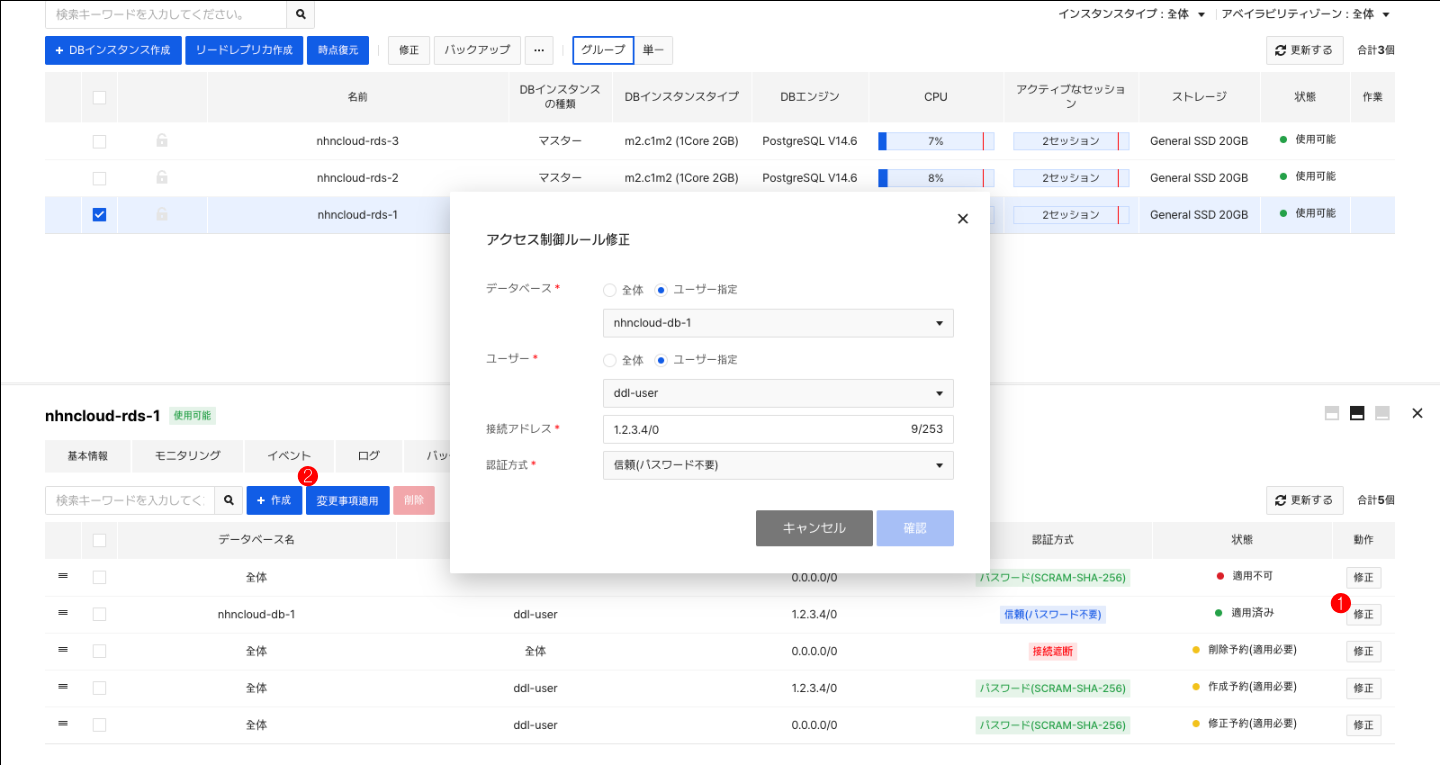 検索キーワードを入力してください。
インスタンスタイプ : 全体 アベイラビリティゾーン : 全体
+ DBインスタンス作成 リードレプリカ作成 時点復元 修正 バックアップ ... グループ 単一 更新する 合計3個
名前 DBインスタンスの種類 DBインスタンスタイプ DBエンジン CPU アクティブなセッション ストレージ 状態 作業
nhncloud-rds-3 マスター m2.c1m2 (1Core 2GB) PostgreSQL V14.6 7% 2セッション General SSD 20GB 使用可能
nhncloud-rds-2 マスター m2.c1m2 (1Core 2GB) PostgreSQL V14.6 8% 2セッション General SSD 20GB 使用可能
nhncloud-rds-1 2セッション General SSD 20GB 使用可能
アクセス制御ルール修正
データベース * 全体 ユーザー指定
nhncloud-db-1
ユーザー * 全体 ユーザー指定
ddl-user
接続アドレス * 1.2.3.4/0 9/253
認証方式 * 信頼(パスワード不要)
キャンセル 確認
nhncloud-rds-1 使用可能
基本情報 モニタリング イベント ログ バッ
2
検索キーワードを入力してく + 作成 変更事項適用 削除 更新する 合計5個
データベース名 認証方式 状態 動作
全体 0.0.0.0/0 パスワード(SCRAM-SHA-256) 適用不可 修正
1
nhncloud-db-1 ddl-user 1.2.3.4/0 信頼(パスワード不要) 適用済み 修正
全体 全体 0.0.0.0/0 接続遮断 削除予約(適用必要) 修正
全体 ddl-user 1.2.3.4/0 パスワード(SCRAM-SHA-256) 作成予約(適用必要) 修正
全体 ddl-user 0.0.0.0/0 パスワード(SCRAM-SHA-256) 修正予約(適用必要) 修正